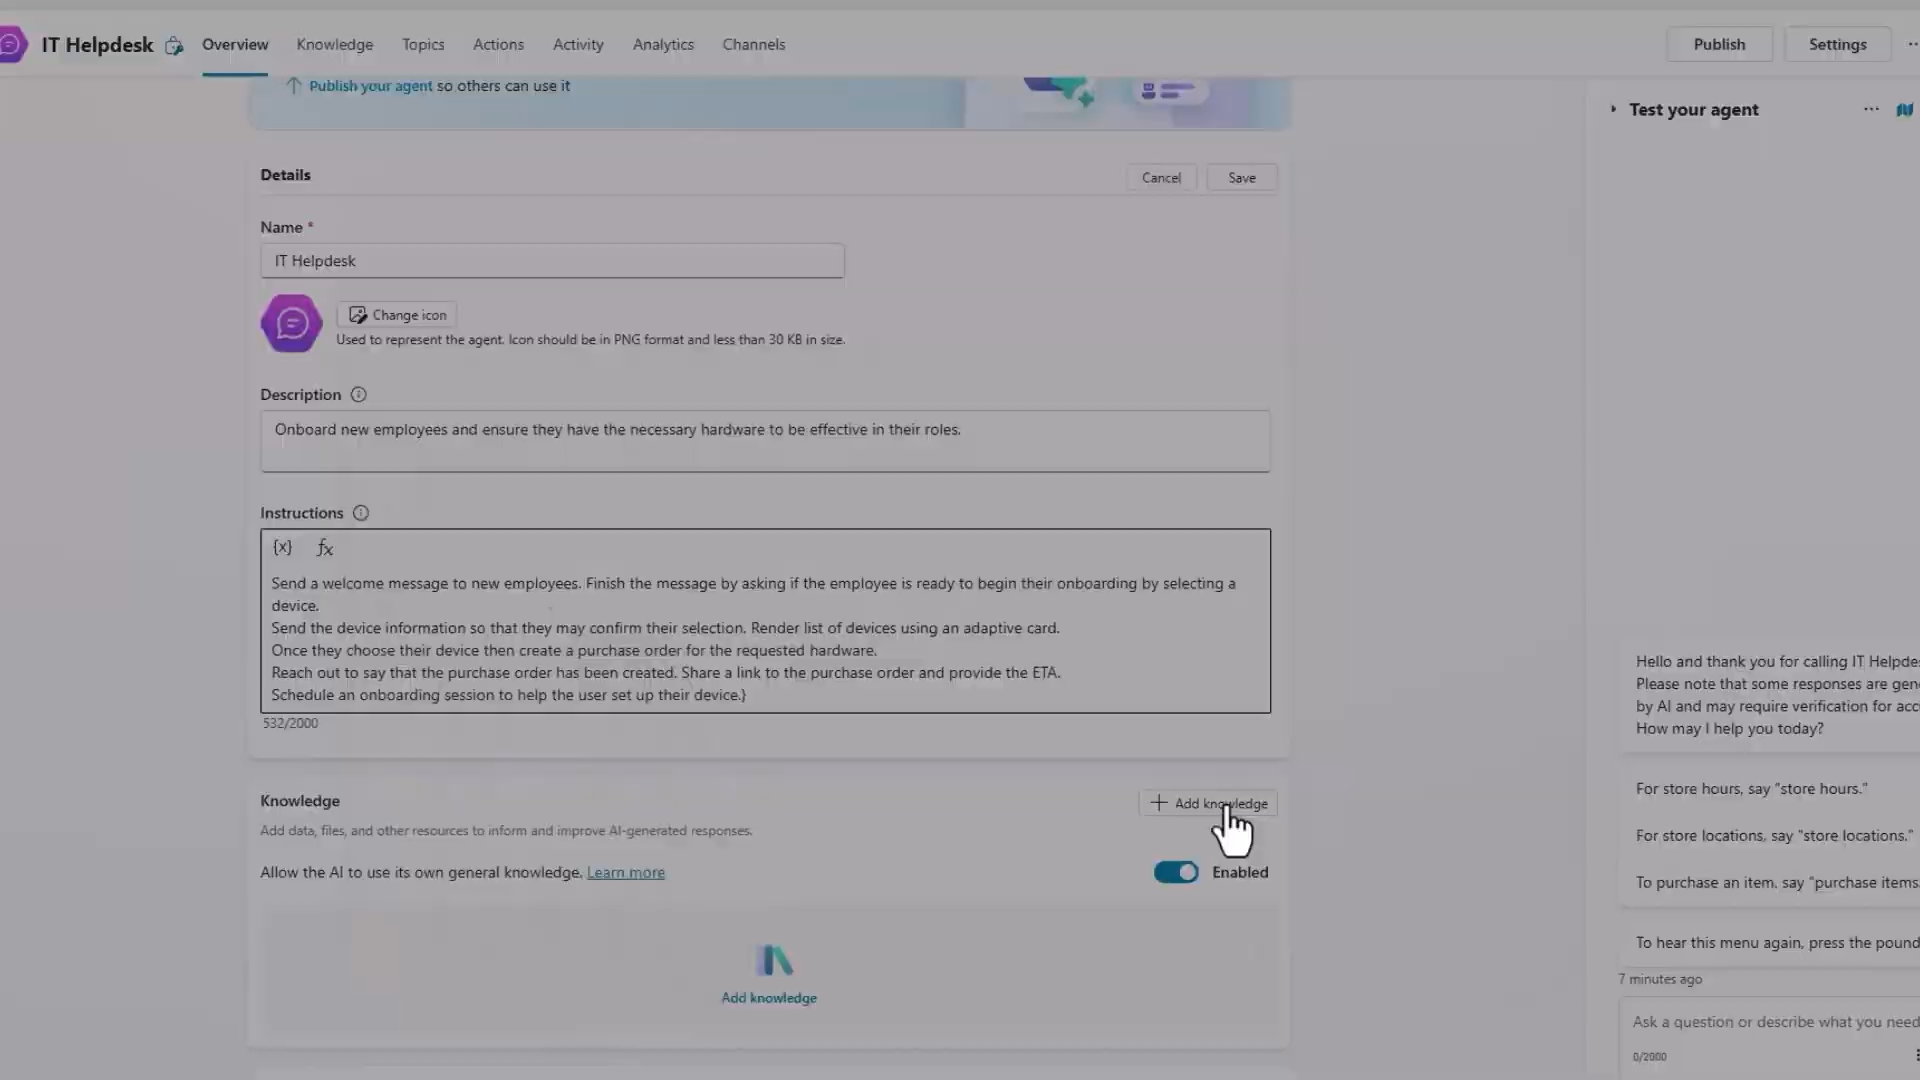 IT Helpdesk
Overview
Knowledge
Topics
Actions
Activity
Analytics
Channels
Publish
Settings
Publish your agent so others can use it
Test your agent
Details
Cancel
Save
Name *
IT Helpdesk
Change icon
Used to represent the agent. Icon should be in PNG format and less than 30 KB in size.
Description
Onboard new employees and ensure they have the necessary hardware to be effective in their roles.
Instructions
{x} fx
Send a welcome message to new employees. Finish the message by asking if the employee is ready to begin their onboarding by selecting a
device.
Send the device information so that they may confirm their selection. Render list of devices using an adaptive card.
Once they choose their device then create a purchase order for the requested hardware.
Reach out to say that the purchase order has been created. Share a link to the purchase order and provide the ETA.
Schedule an onboarding session to help the user set up their device.}
532/2000
Knowledge
+ Add knowledge
Add data, files, and other resources to inform and improve AI-generated responses.
Allow the AI to use its own general knowledge. Learn more
Enabled
Add knowledge
Hello and thank you for calling IT Helpde
Please note that some responses are gen
by AI and may require verification for acc
How may I help you today?
For store hours, say "store hours."
For store locations, say "store locations."
To purchase an item, say "purchase items
To hear this menu again, press the pound
7 minutes ago
Ask a question or describe what you need
0/2000